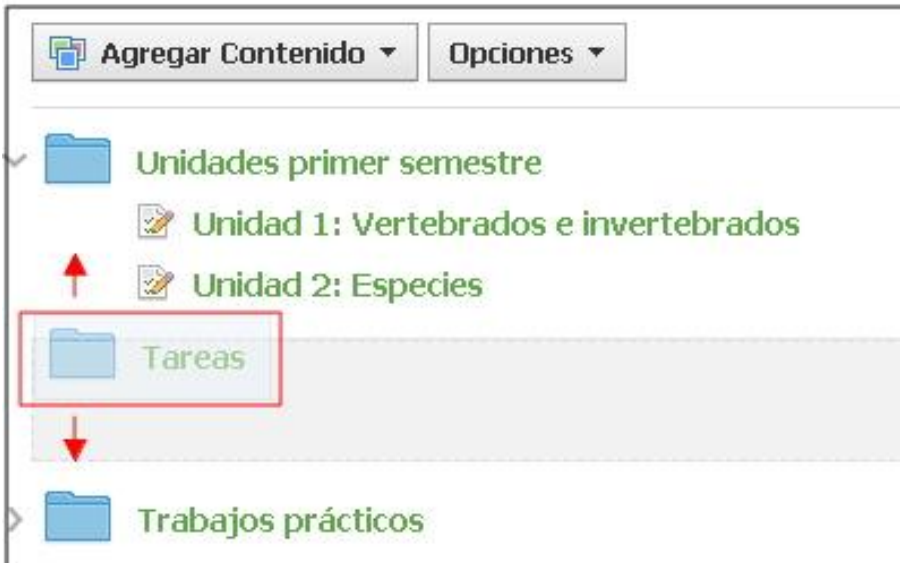 Agregar Contenido Opciones
Unidades primer semestre
Unidad 1: Vertebrados e invertebrados
Unidad 2: Especies
Tareas
Trabajos prácticos